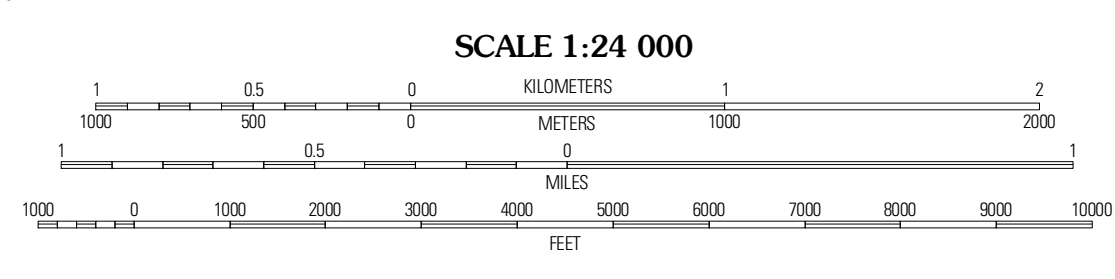 SCALE 1:24 000
1 0.5 0 KILOMETERS 1 2
1000 500 0 METERS 1000 2000
1 0.5 0 1
MILES
1000 0 1000 2000 3000 4000 5000 6000 7000 8000 9000 10000
FEET